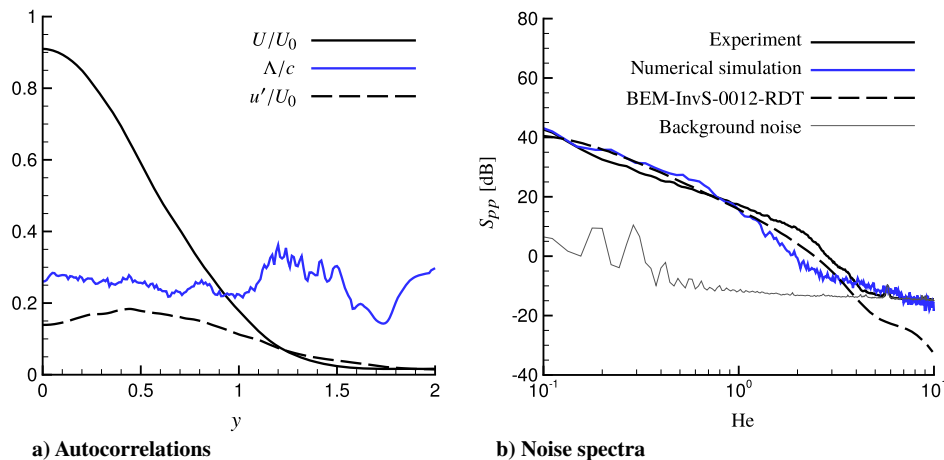 U/U₀
Λ/c
u′/U₀
1
0.8
0.6
0.4
0.2
0
0
0.5
1
1.5
2
y
a) Autocorrelations
Experiment
Numerical simulation
BEM-InvS-0012-RDT
Background noise
Sₚₚ [dB]
80
60
40
20
0
-20
-40
10⁻¹
10⁰
10¹
He
b) Noise spectra